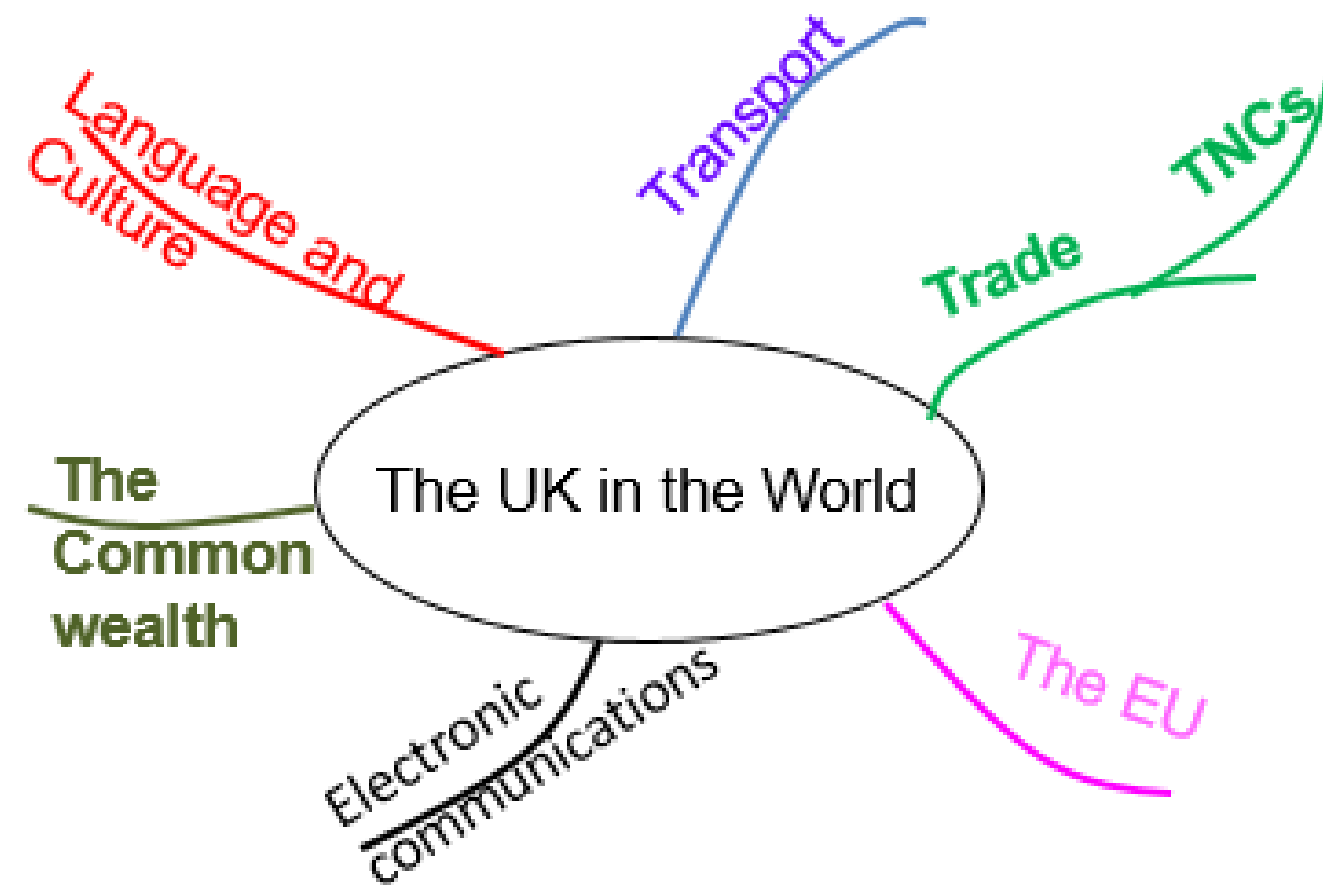 Transport
Language and
Culture
TNCs
Trade
The UK in the World
The
Common
wealth
The EU
Electronic
communications